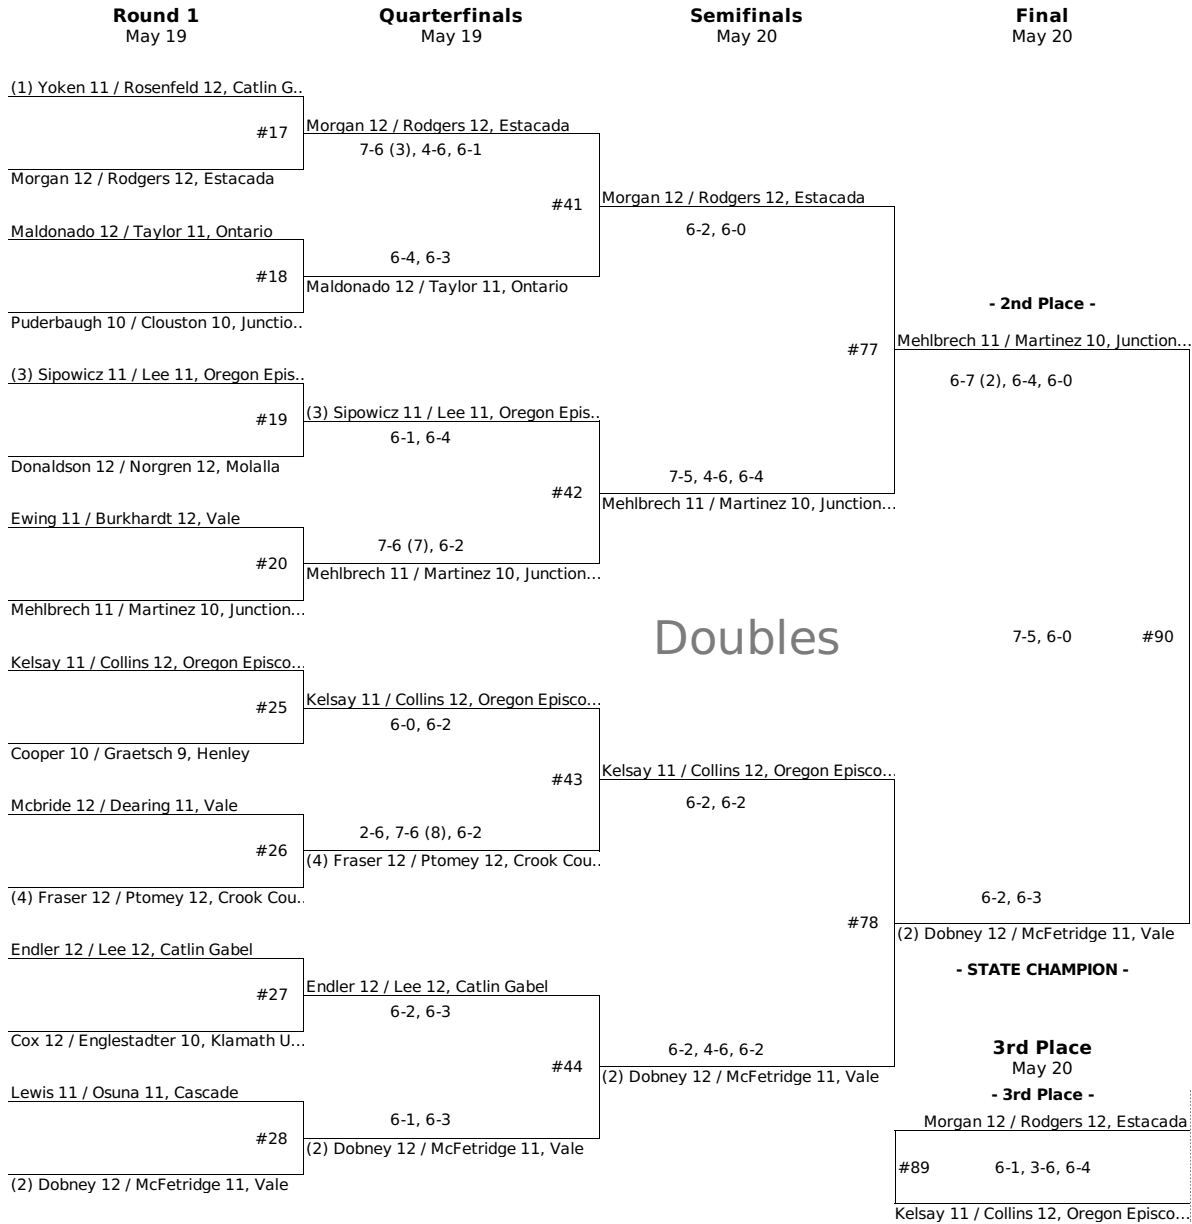 Round 1
May 19
Quarterfinals
May 19
Semifinals
May 20
Final
May 20
(1) Yoken 11 / Rosenfeld 12, Catlin G..
#17
Morgan 12 / Rodgers 12, Estacada
Maldonado 12 / Taylor 11, Ontario
#18
Puderbaugh 10 / Clouston 10, Junctio..
(3) Sipowicz 11 / Lee 11, Oregon Epis..
#19
Donaldson 12 / Norgren 12, Molalla
Ewing 11 / Burkhardt 12, Vale
#20
Mehlbrech 11 / Martinez 10, Junction...
Kelsay 11 / Collins 12, Oregon Episco...
#25
Cooper 10 / Graetsch 9, Henley
Mcbride 12 / Dearing 11, Vale
#26
(4) Fraser 12 / Ptomey 12, Crook Cou..
Endler 12 / Lee 12, Catlin Gabel
#27
Cox 12 / Englestadter 10, Klamath U...
Lewis 11 / Osuna 11, Cascade
#28
(2) Dobney 12 / McFetridge 11, Vale
Morgan 12 / Rodgers 12, Estacada
7-6 (3), 4-6, 6-1
#41
6-4, 6-3
Maldonado 12 / Taylor 11, Ontario
(3) Sipowicz 11 / Lee 11, Oregon Epis..
6-1, 6-4
#42
7-6 (7), 6-2
Mehlbrech 11 / Martinez 10, Junction...
Kelsay 11 / Collins 12, Oregon Episco...
6-0, 6-2
#43
2-6, 7-6 (8), 6-2
(4) Fraser 12 / Ptomey 12, Crook Cou..
Endler 12 / Lee 12, Catlin Gabel
6-2, 6-3
#44
6-1, 6-3
(2) Dobney 12 / McFetridge 11, Vale
Morgan 12 / Rodgers 12, Estacada
6-2, 6-0
#77
7-5, 4-6, 6-4
Mehlbrech 11 / Martinez 10, Junction...
Doubles
Kelsay 11 / Collins 12, Oregon Episco...
6-2, 6-2
#78
6-2, 4-6, 6-2
(2) Dobney 12 / McFetridge 11, Vale
- 2nd Place -
Mehlbrech 11 / Martinez 10, Junction...
6-7 (2), 6-4, 6-0
7-5, 6-0
#90
6-2, 6-3
(2) Dobney 12 / McFetridge 11, Vale
- STATE CHAMPION -
3rd Place
May 20
- 3rd Place -
Morgan 12 / Rodgers 12, Estacada
#89
6-1, 3-6, 6-4
Kelsay 11 / Collins 12, Oregon Episco...